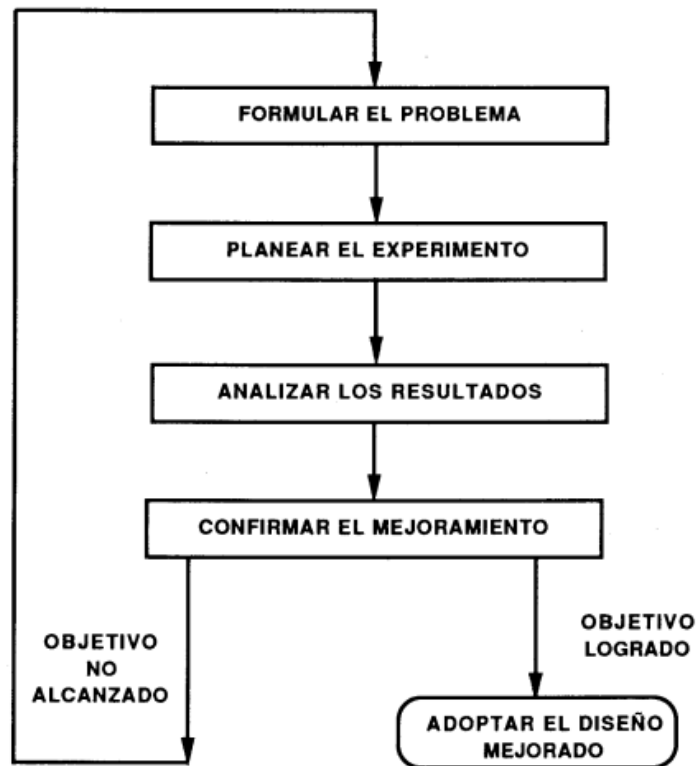 FORMULAR EL PROBLEMA
PLANEAR EL EXPERIMENTO
ANALIZAR LOS RESULTADOS
CONFIRMAR EL MEJORAMIENTO
OBJETIVO
NO
ALCANZADO
OBJETIVO
LOGRADO
ADOPTAR EL DISEÑO
MEJORADO